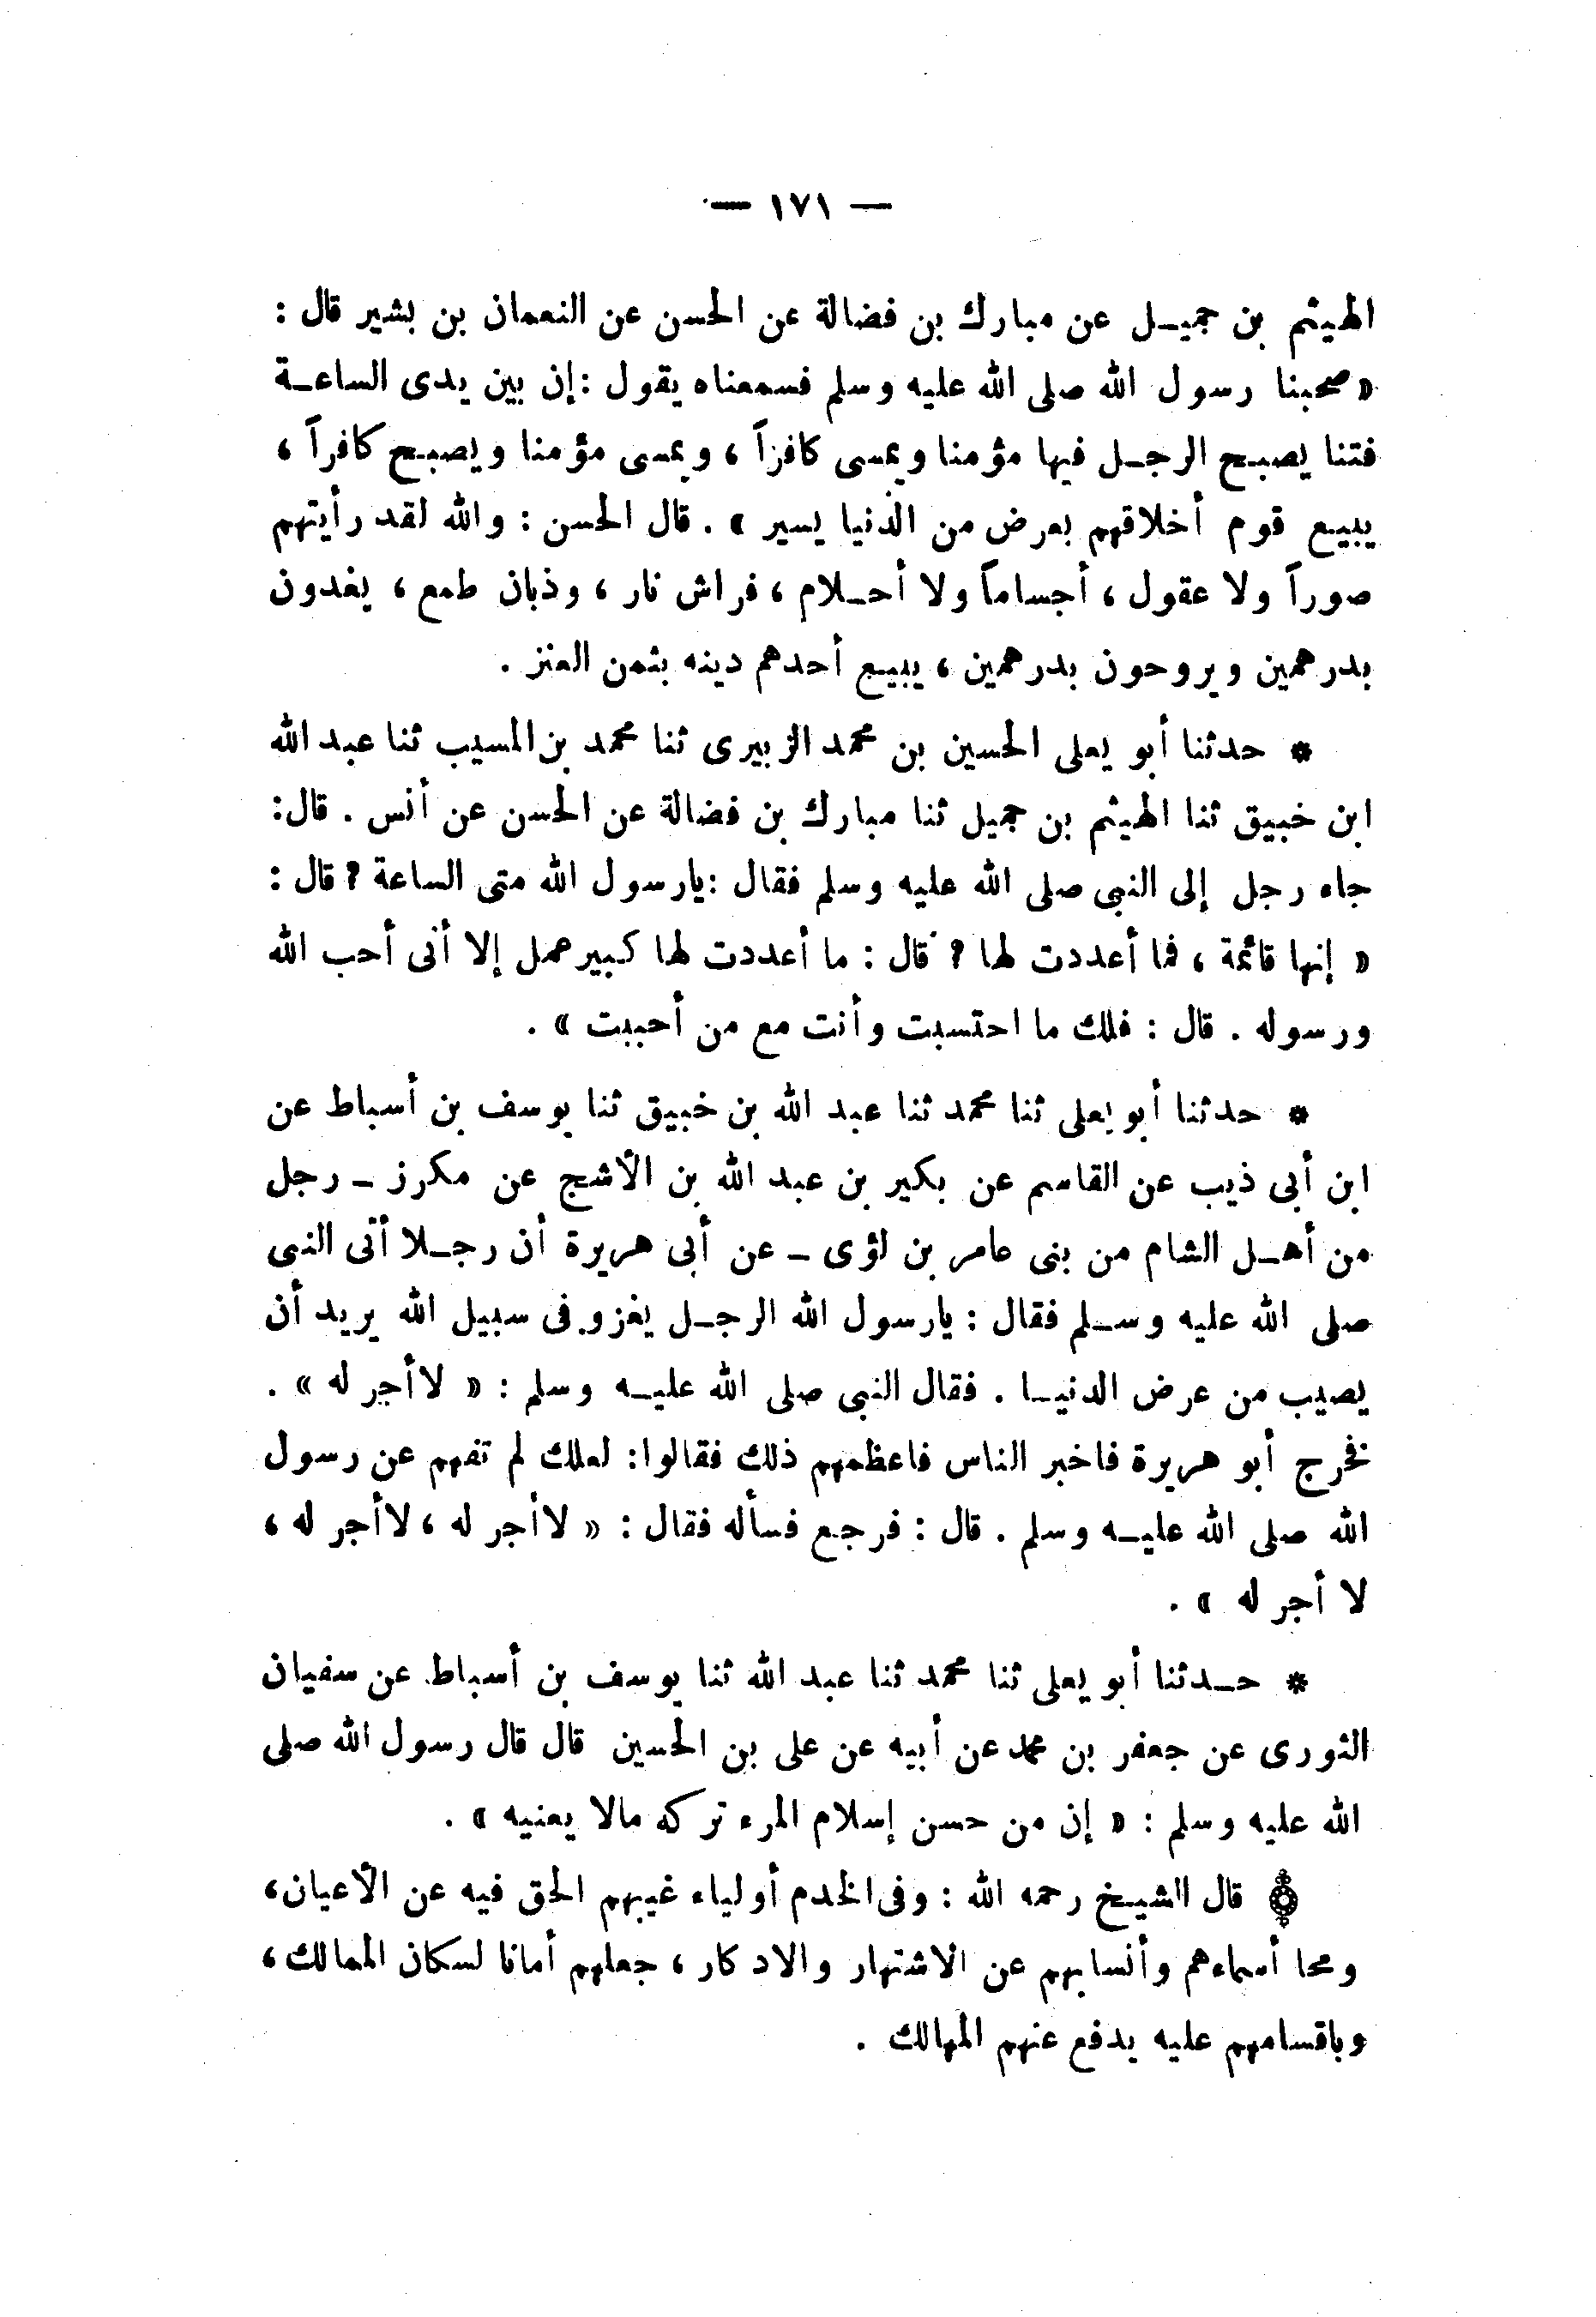 — ١٧١ —
الهيثم بن جميل عن مبارك بن فضالة عن الحسن عن النعمان بن بشير قال :
« صحبنا رسول الله صلى الله عليه وسلم فسمعناه يقول : إن بين يدى الساعة
فتنا يصبح الرجل فيها مؤمنا ويمسى كافراً ، ويمسى مؤمنا ويصبح كافراً ،
يبيع قوم أخلاقهم بعرض من الدنيا يسير » . قال الحسن : والله لقد رأيتهم
صوراً ولا عقول ، أجساماً ولا أحلام ، فراش نار ، وذبان طمع ، يغدون
بدرهمين ويروحون بدرهمين ، يبيع أحدهم دينه بثمن العنز .
* حدثنا أبو يعلى الحسين بن محمد الزبيرى ثنا محمد بن المسيب ثنا عبد الله
ابن خبيق ثنا الهيثم بن جميل ثنا مبارك بن فضالة عن الحسن عن أنس . قال :
جاء رجل إلى النبى صلى الله عليه وسلم فقال : يارسول الله متى الساعة ? قال :
« إنها قائمة ، فما أعددت لها ? قال : ما أعددت لها كبير عمل إلا أنى أحب الله
ورسوله . قال : فلك ما احتسبت وأنت مع من أحببت » .
* حدثنا أبو يعلى ثنا محمد ثنا عبد الله بن خبيق ثنا يوسف بن أسباط عن
ابن أبى ذيب عن القاسم عن بكير بن عبد الله بن الأشج عن مكرز - رجل
من أهل الشام من بنى عامر بن لؤى - عن أبى هريرة أن رجلا أتى النبى
صلى الله عليه وسلم فقال : يارسول الله الرجل يغزو فى سبيل الله يريد أن
يصيب من عرض الدنيا . فقال النبى صلى الله عليه وسلم : « لا أجر له » .
فخرج أبو هريرة فاخبر الناس فاعظمهم ذلك فقالوا : لعلك لم تفهم عن رسول
الله صلى الله عليه وسلم . قال : فرجع فسأله فقال : « لا أجر له ، لا أجر له ،
لا أجر له » .
* حدثنا أبو يعلى ثنا محمد ثنا عبد الله ثنا يوسف بن أسباط عن سفيان
الثورى عن جعفر بن محمد عن أبيه عن على بن الحسين قال قال رسول الله صلى
الله عليه وسلم : « إن من حسن إسلام المرء تركه مالا يعنيه » .
قال الشيخ رحمه الله : وفى الخدم أولياء غيبهم الحق فيه عن الأعيان ،
ومحا أسماءهم وأنسابهم عن الاشتهار والادكار ، جعلهم أمانا لسكان الممالك ،
وباقسامهم عليه يدفع عنهم المهالك .